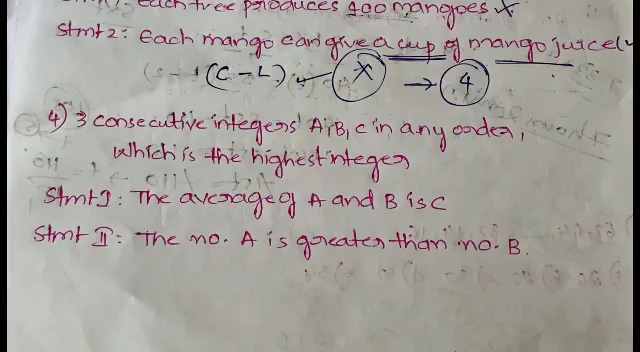 each tree produces 400 mangoes x
Stmt2: Each mango can give a cup of mango juice
(C-L) x → 4
4) 3 consecutive integers A, B, C in any order,
which is the highest integer
Stmt I: The average of A and B is C
Stmt II: The no. A is greater than no. B.